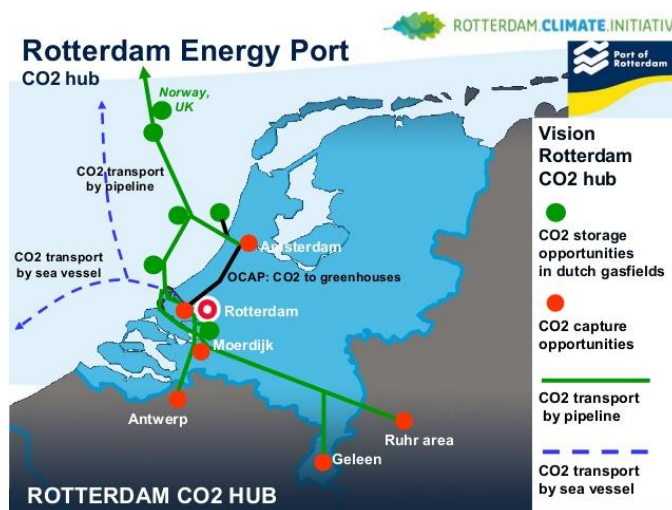 ROTTERDAM.CLIMATE.INITIATIV
Rotterdam Energy Port
CO2 hub
Port of
Rotterdam
Norway,
UK
CO2 transport
by pipeline
CO2 transport
by sea vessel
Amsterdam
OCAP: CO2 to greenhouses
Rotterdam
Moerdijk
Antwerp
Ruhr area
Geleen
ROTTERDAM CO2 HUB
Vision
Rotterdam
CO2 hub
CO2 storage
opportunities
in dutch gasfields
CO2 capture
opportunities
CO2 transport
by pipeline
CO2 transport
by sea vessel